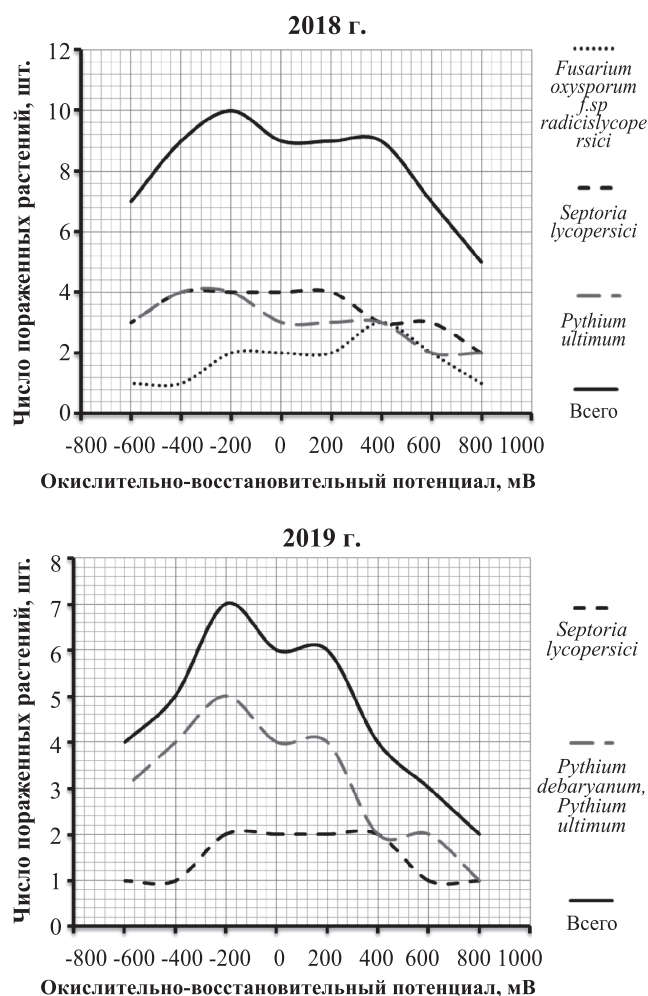 2018 г.
Число пораженных растений, шт.
12
10
8
6
4
2
0
-800 -600 -400 -200 0 200 400 600 800 1000
Окислительно-восстановительный потенциал, мВ
Fusarium
oxysporum
f.sp
radicislycope
rsici
Septoria
lycopersici
Pythium
ultimum
Всего
2019 г.
Число пораженных растений, шт.
8
7
6
5
4
3
2
1
0
-800 -600 -400 -200 0 200 400 600 800 1000
Окислительно-восстановительный потенциал, мВ
Septoria
lycopersici
Pythium
debaryanum,
Pythium
ultimum
Всего